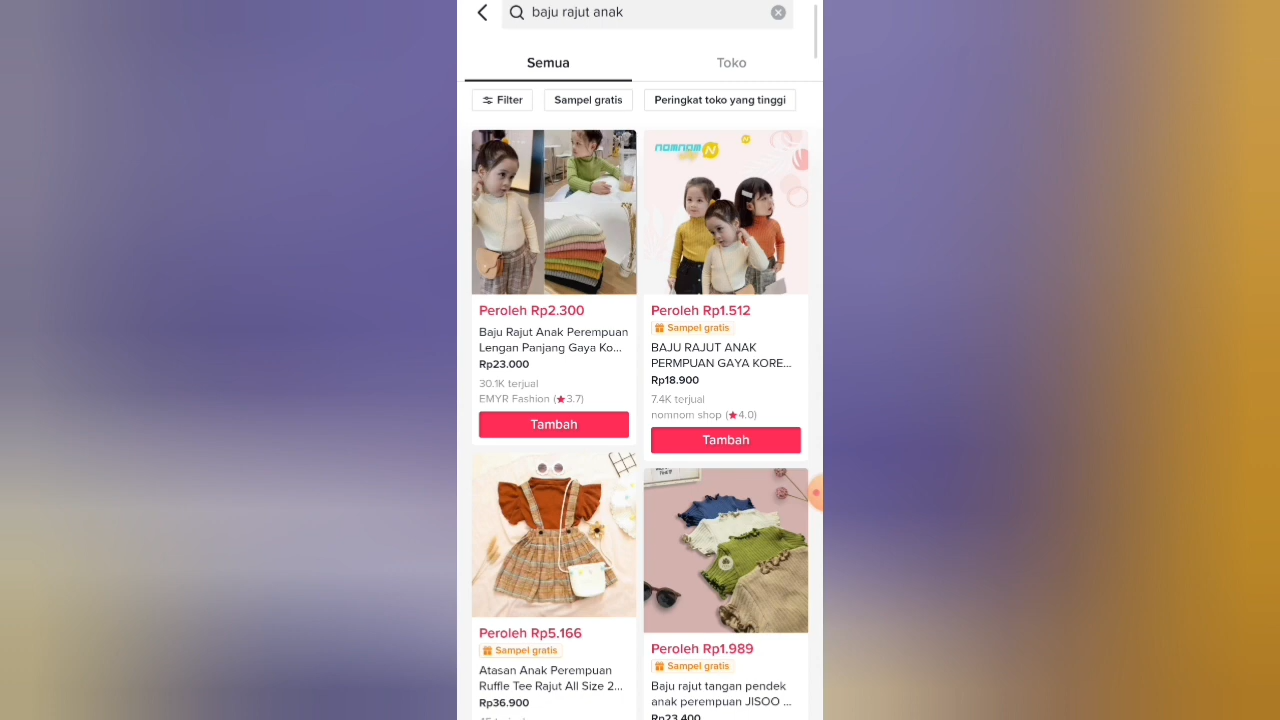 baju rajut anak
Semua
Toko
Filter
Sampel gratis
Peringkat toko yang tinggi
Peroleh Rp2.300
Baju Rajut Anak Perempuan
Lengan Panjang Gaya Ko...
Rp23.000
30.1K terjual
EMYR Fashion (★3.7)
Tambah
nomnom
N
Peroleh Rp1.512
Sampel gratis
BAJU RAJUT ANAK
PERMPUAN GAYA KORE...
Rp18.900
7.4K terjual
nomnom shop (★4.0)
Tambah
Peroleh Rp5.166
Sampel gratis
Atasan Anak Perempuan
Ruffle Tee Rajut All Size 2...
Rp36.900
Peroleh Rp1.989
Sampel gratis
Baju rajut tangan pendek
anak perempuan JISOO ...
Rp23.400